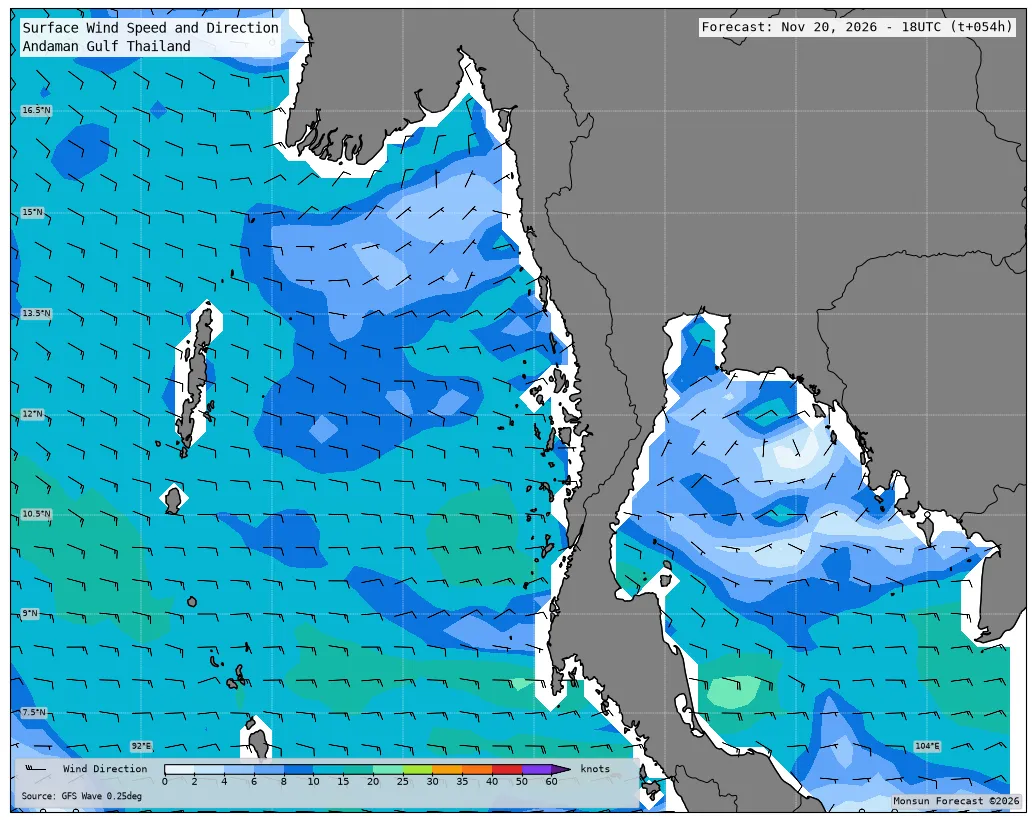 Surface Wind Speed and Direction
Andaman Gulf Thailand
Forecast: Nov 20, 2026 - 18UTC (t+054h)
16.5°N
15°N
13.5°N
12°N
10.5°N
9°N
7.5°N
92°E
104°E
Wind Direction
0 2 4 6 8 10 15 20 25 30 35 40 50 60
knots
Source: GFS Wave 0.25deg
Monsun Forecast ©2026